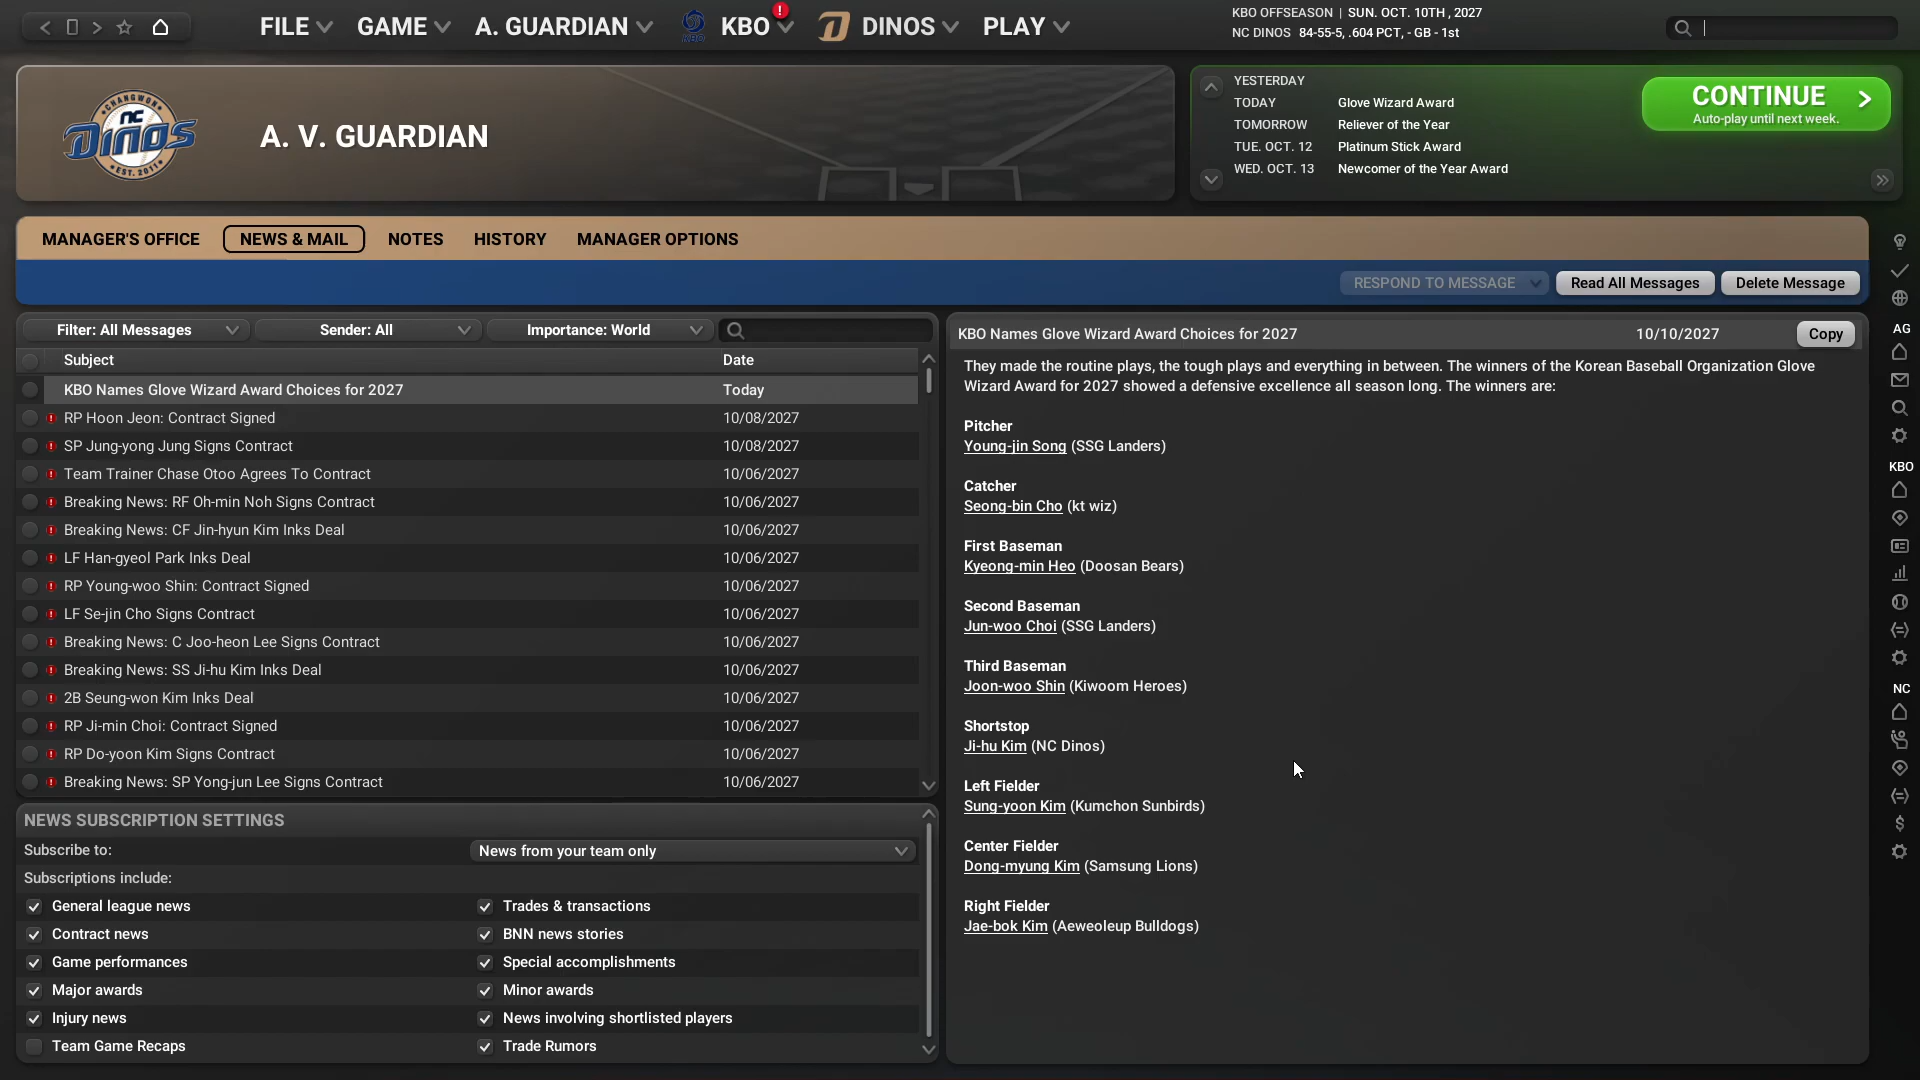 FILE GAME A. GUARDIAN KBO DINOS PLAY
KBO OFFSEASON | SUN. OCT. 10TH , 2027
NC DINOS 84-55-5, .604 PCT, - GB - 1st
CHANGWON
NC
DINOS
EST. 2011
A. V. GUARDIAN
YESTERDAY
TODAY Glove Wizard Award
TOMORROW Reliever of the Year
TUE. OCT. 12 Platinum Stick Award
WED. OCT. 13 Newcomer of the Year Award
CONTINUE
Auto-play until next week.
MANAGER'S OFFICE NEWS & MAIL NOTES HISTORY MANAGER OPTIONS
RESPOND TO MESSAGE Read All Messages Delete Message
Filter: All Messages Sender: All Importance: World
Subject Date
KBO Names Glove Wizard Award Choices for 2027 Today
RP Hoon Jeon: Contract Signed 10/08/2027
SP Jung-yong Jung Signs Contract 10/08/2027
Team Trainer Chase Otoo Agrees To Contract 10/06/2027
Breaking News: RF Oh-min Noh Signs Contract 10/06/2027
Breaking News: CF Jin-hyun Kim Inks Deal 10/06/2027
LF Han-gyeol Park Inks Deal 10/06/2027
RP Young-woo Shin: Contract Signed 10/06/2027
LF Se-jin Cho Signs Contract 10/06/2027
Breaking News: C Joo-heon Lee Signs Contract 10/06/2027
Breaking News: SS Ji-hu Kim Inks Deal 10/06/2027
2B Seung-won Kim Inks Deal 10/06/2027
RP Ji-min Choi: Contract Signed 10/06/2027
RP Do-yoon Kim Signs Contract 10/06/2027
Breaking News: SP Yong-jun Lee Signs Contract 10/06/2027
NEWS SUBSCRIPTION SETTINGS
Subscribe to: News from your team only
Subscriptions include:
General league news Trades & transactions
Contract news BNN news stories
Game performances Special accomplishments
Major awards Minor awards
Injury news News involving shortlisted players
Team Game Recaps Trade Rumors
KBO Names Glove Wizard Award Choices for 2027 10/10/2027 Copy
They made the routine plays, the tough plays and everything in between. The winners of the Korean Baseball Organization Glove
Wizard Award for 2027 showed a defensive excellence all season long. The winners are:
Pitcher
Young-jin Song (SSG Landers)
Catcher
Seong-bin Cho (kt wiz)
First Baseman
Kyeong-min Heo (Doosan Bears)
Second Baseman
Jun-woo Choi (SSG Landers)
Third Baseman
Joon-woo Shin (Kiwoom Heroes)
Shortstop
Ji-hu Kim (NC Dinos)
Left Fielder
Sung-yoon Kim (Kumchon Sunbirds)
Center Fielder
Dong-myung Kim (Samsung Lions)
Right Fielder
Jae-bok Kim (Aeweoleup Bulldogs)
AG
KBO
NC